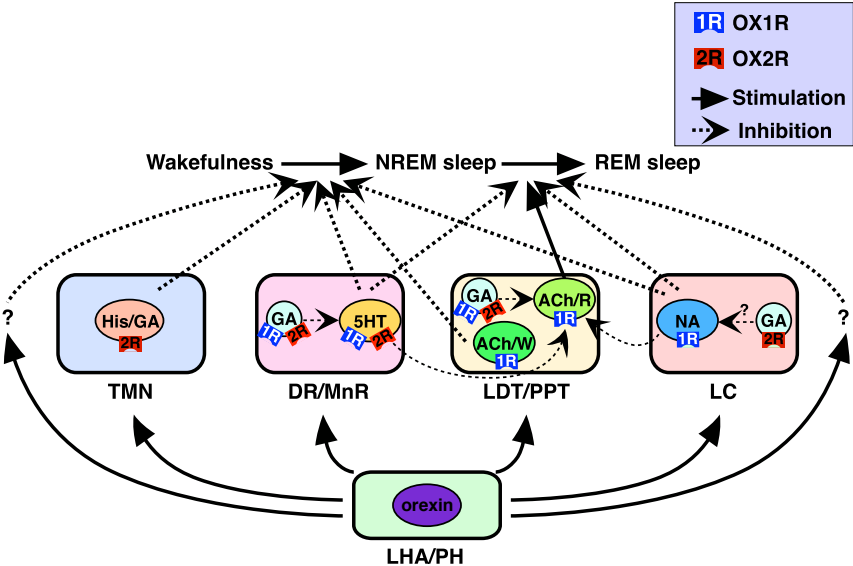 1R OX1R
2R OX2R
Stimulation
Inhibition
Wakefulness NREM sleep REM sleep
? His/GA 2R
GA 1R 2R 5HT 1R 2R
GA 1R 2R ACh/R 1R
ACh/W 1R
NA 1R ? GA 2R ?
TMN DR/MnR LDT/PPT LC
orexin
LHA/PH